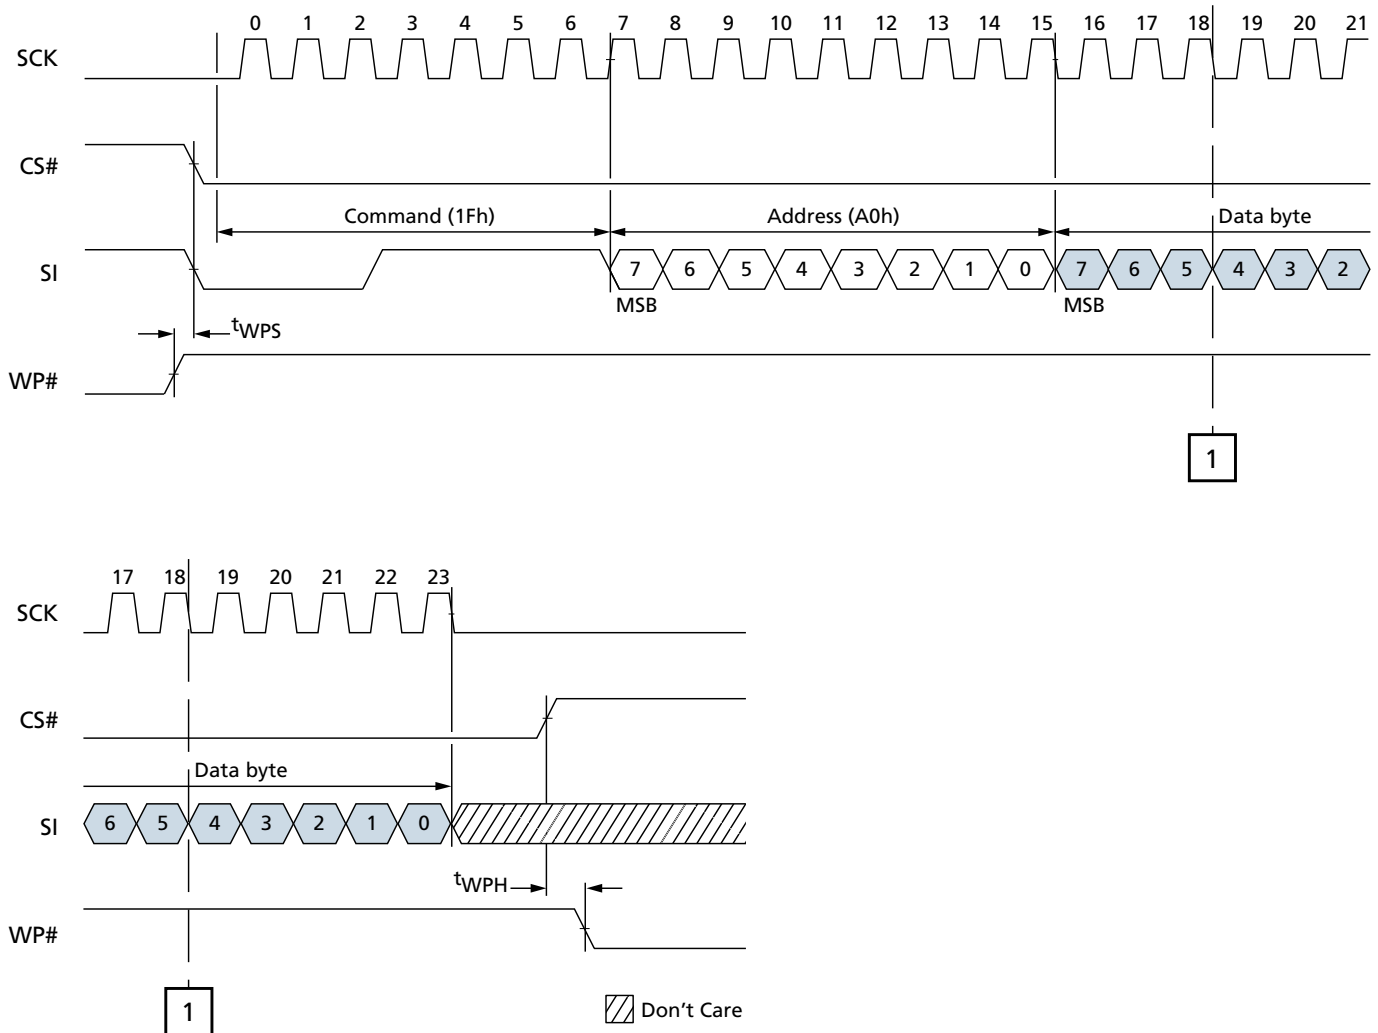 0 1 2 3 4 5 6 7 8 9 10 11 12 13 14 15 16 17 18 19 20 21
SCK
CS#
Command (1Fh) Address (A0h) Data byte
SI 7 6 5 4 3 2 1 0 7 6 5 4 3 2
MSB MSB
tWPS
WP#
1
17 18 19 20 21 22 23
SCK
CS#
Data byte
SI 6 5 4 3 2 1 0
tWPH
WP#
1 Don't Care